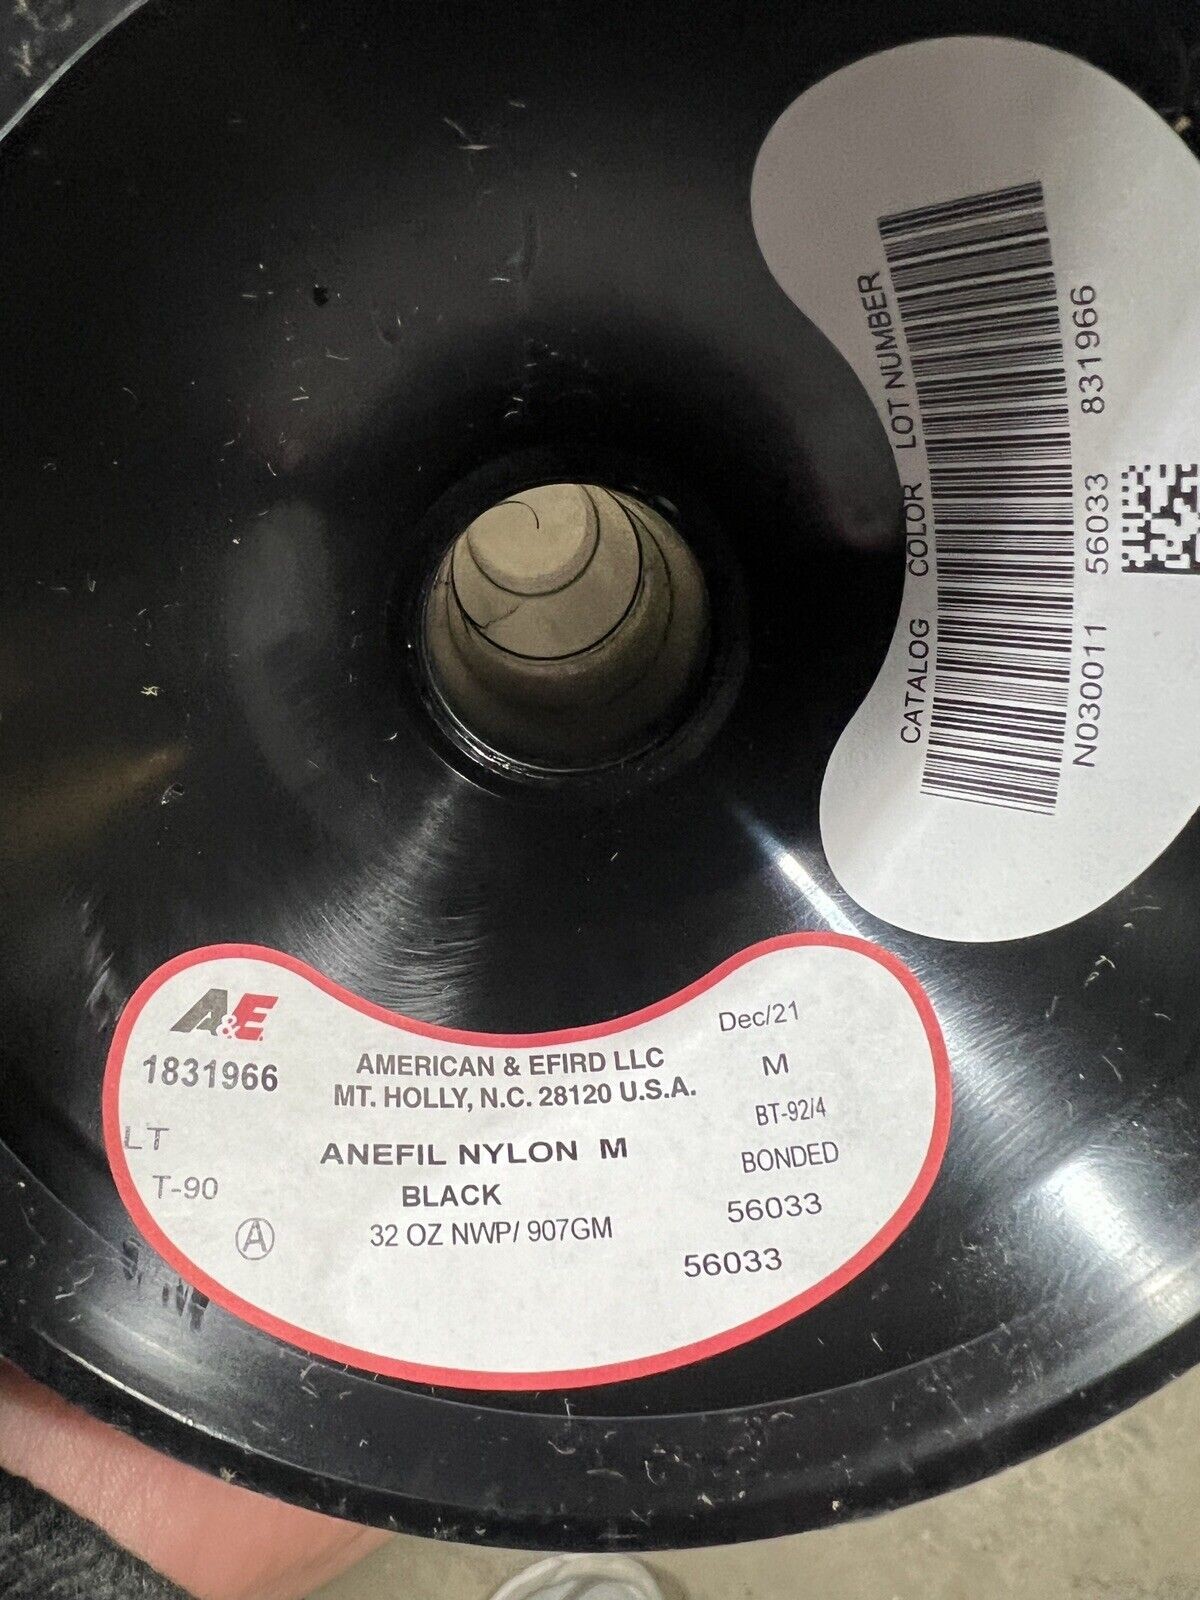 CATALOG COLOR LOT NUMBER
N030011 56033 831966
A&E
1831966
LT
T-90
A
AMERICAN & EFIRD LLC
MT. HOLLY, N.C. 28120 U.S.A.
ANEFIL NYLON M
BLACK
32 OZ NWP/ 907GM
Dec/21
M
BT-92/4
BONDED
56033
56033